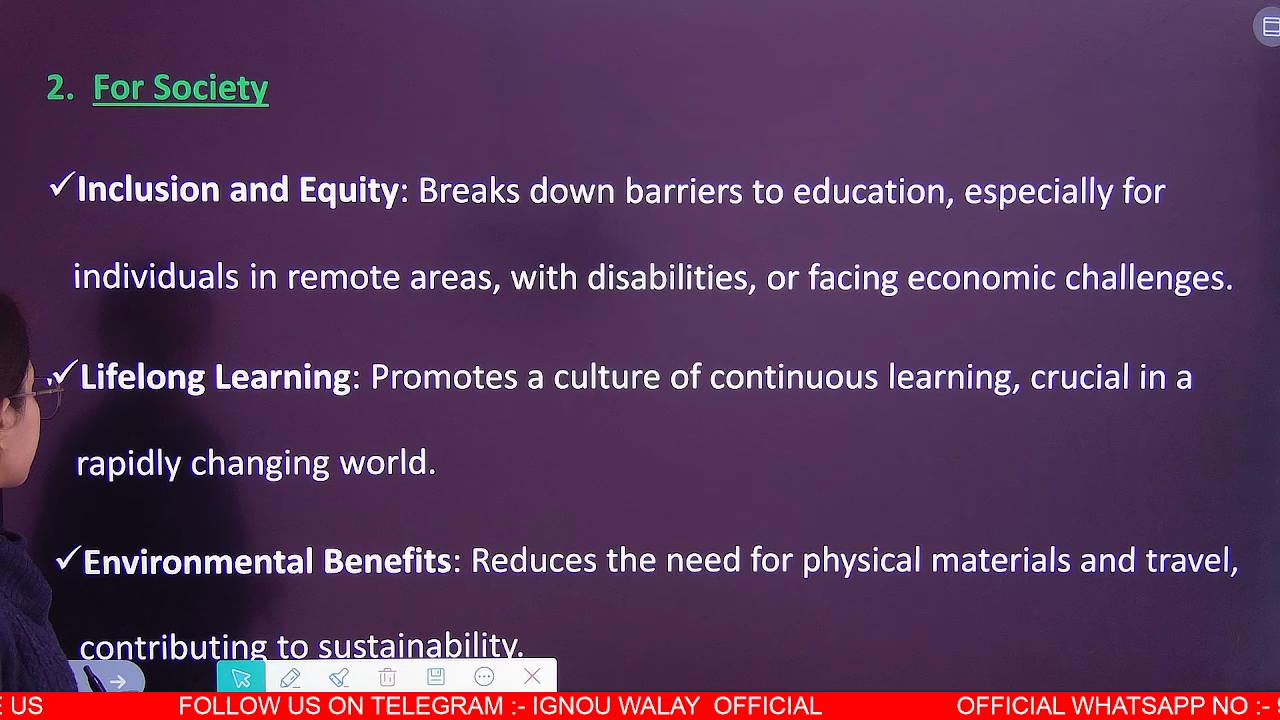 2. For Society
✓Inclusion and Equity: Breaks down barriers to education, especially for
individuals in remote areas, with disabilities, or facing economic challenges.
✓Lifelong Learning: Promotes a culture of continuous learning, crucial in a
rapidly changing world.
✓Environmental Benefits: Reduces the need for physical materials and travel,
contributing to sustainability.
US FOLLOW US ON TELEGRAM :- IGNOU WALAY OFFICIAL OFFICIAL WHATSAPP NO :-